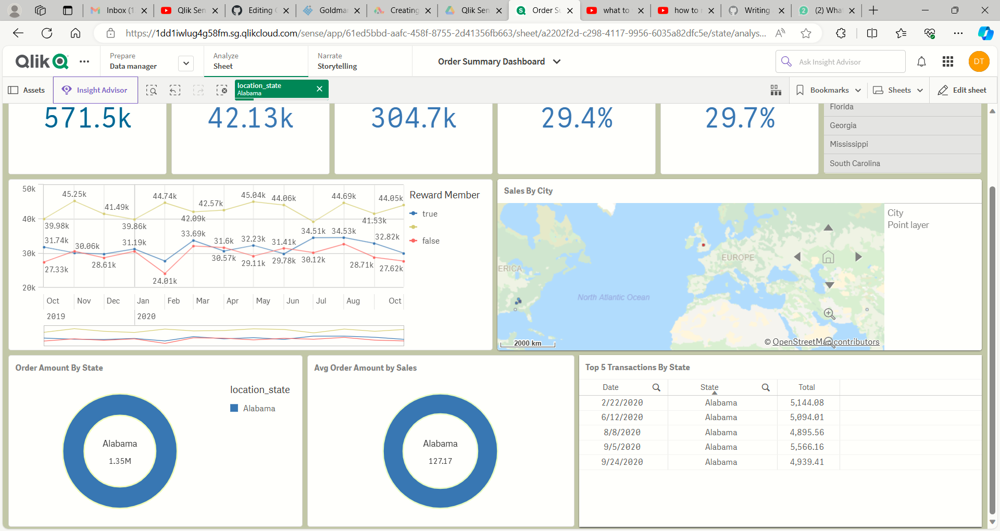 Inbox (1
Qlik Sen
Editing
Goldma
Creating
Qlik Sen
Order Su
what to
how to
Writing
(2) Wha
https://1dd1iwlug4g58fm.sg.qlikcloud.com/sense/app/61ed5bbd-aafc-458f-8755-2d41356fb663/sheet/a2202f2d-c298-4117-9956-6035a82dfc5e/state/analys...
Qlik
Prepare
Data manager
Analyze
Sheet
Narrate
Storytelling
Order Summary Dashboard
Ask Insight Advisor
DT
Assets
Insight Advisor
location_state
Alabama
Bookmarks
Sheets
Edit sheet
571.5k
42.13k
304.7k
29.4%
29.7%
Florida
Georgia
Mississippi
South Carolina
50k
40k
30k
20k
45.25k
41.49k
44.74k
42.57k
45.04k
44.06k
44.69k
44.05k
39.98k
39.86k
42.09k
41.53k
31.74k
30.06k
31.19k
33.69k
31.6k
32.23k
31.41k
34.51k
34.53k
32.82k
27.33k
28.61k
24.01k
30.57k
29.11k
29.78k
30.12k
28.71k
27.62k
Oct
Nov
Dec
Jan
Feb
Mar
Apr
May
Jun
Jul
Aug
Oct
2019
2020
Reward Member
true
false
Sales By City
ERICA
EUROPE
North Atlantic Ocean
2000 km
© OpenStreetMap contributors
City
Point layer
Order Amount By State
location_state
Alabama
Alabama
1.35M
Avg Order Amount by Sales
Alabama
127.17
Top 5 Transactions By State
Date State Total
2/22/2020 Alabama 5,144.08
6/12/2020 Alabama 5,094.01
8/8/2020 Alabama 4,895.56
9/5/2020 Alabama 5,566.16
9/24/2020 Alabama 4,939.41